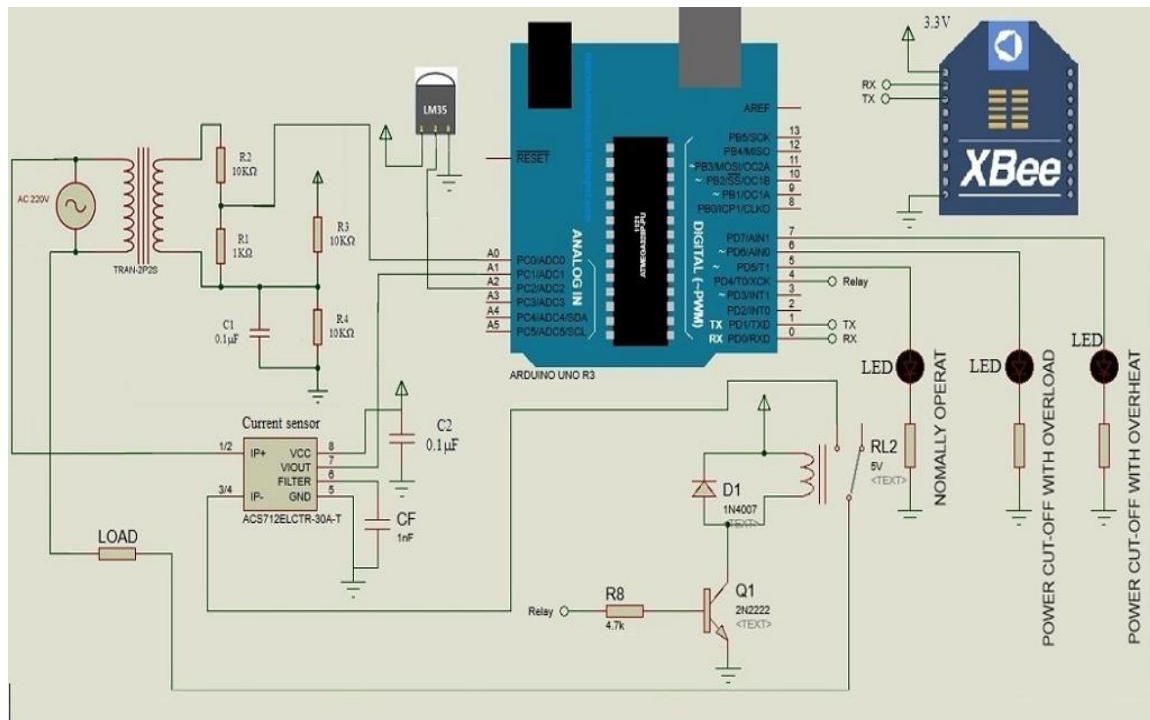 3.3V
RX
TX
XBee
LM35
1 2 3
AREF
RESET
PB5/SCK 13
PB4/MISO 12
~PB3/MOSI/OC2A 11
~ PB2/SS/OC1B 10
~ PB1/OC1A 9
PB0/ICP1/CLKO 8
PD7/AIN1 7
~ PD6/AIN0 6
~ PD5/T1 5
PD4/T0/XCK 4
~ PD3/INT1 3
PD2/INT0 2
TX PD1/TXD 1
RX PD0/RXD 0
DIGITAL (~PWM)
ANALOG IN
1121
ATMEGA328P-PU
A0 PC0/ADC0
A1 PC1/ADC1
A2 PC2/ADC2
A3 PC3/ADC3
A4 PC4/ADC4/SDA
A5 PC5/ADC5/SCL
ARDUINO UNO R3
Relay
TX
RX
AC 220V
TRAN-2P2S
R2
10KΩ
R1
1KΩ
R3
10KΩ
R4
10KΩ
C1
0.1µF
C2
0.1µF
Current sensor
1/2 IP+ VCC 8
VIOUT 7
FILTER 6
3/4 IP- GND 5
ACS712ELCTR-30A-T
CF
1nF
LOAD
D1
1N4007
<TEXT>
RL2
5V
<TEXT>
Relay
R8
4.7k
Q1
2N2222
<TEXT>
LED
NOMALLY OPERAT
LED
POWER CUT-OFF WITH OVERLOAD
LED
POWER CUT-OFF WITH OVERHEAT